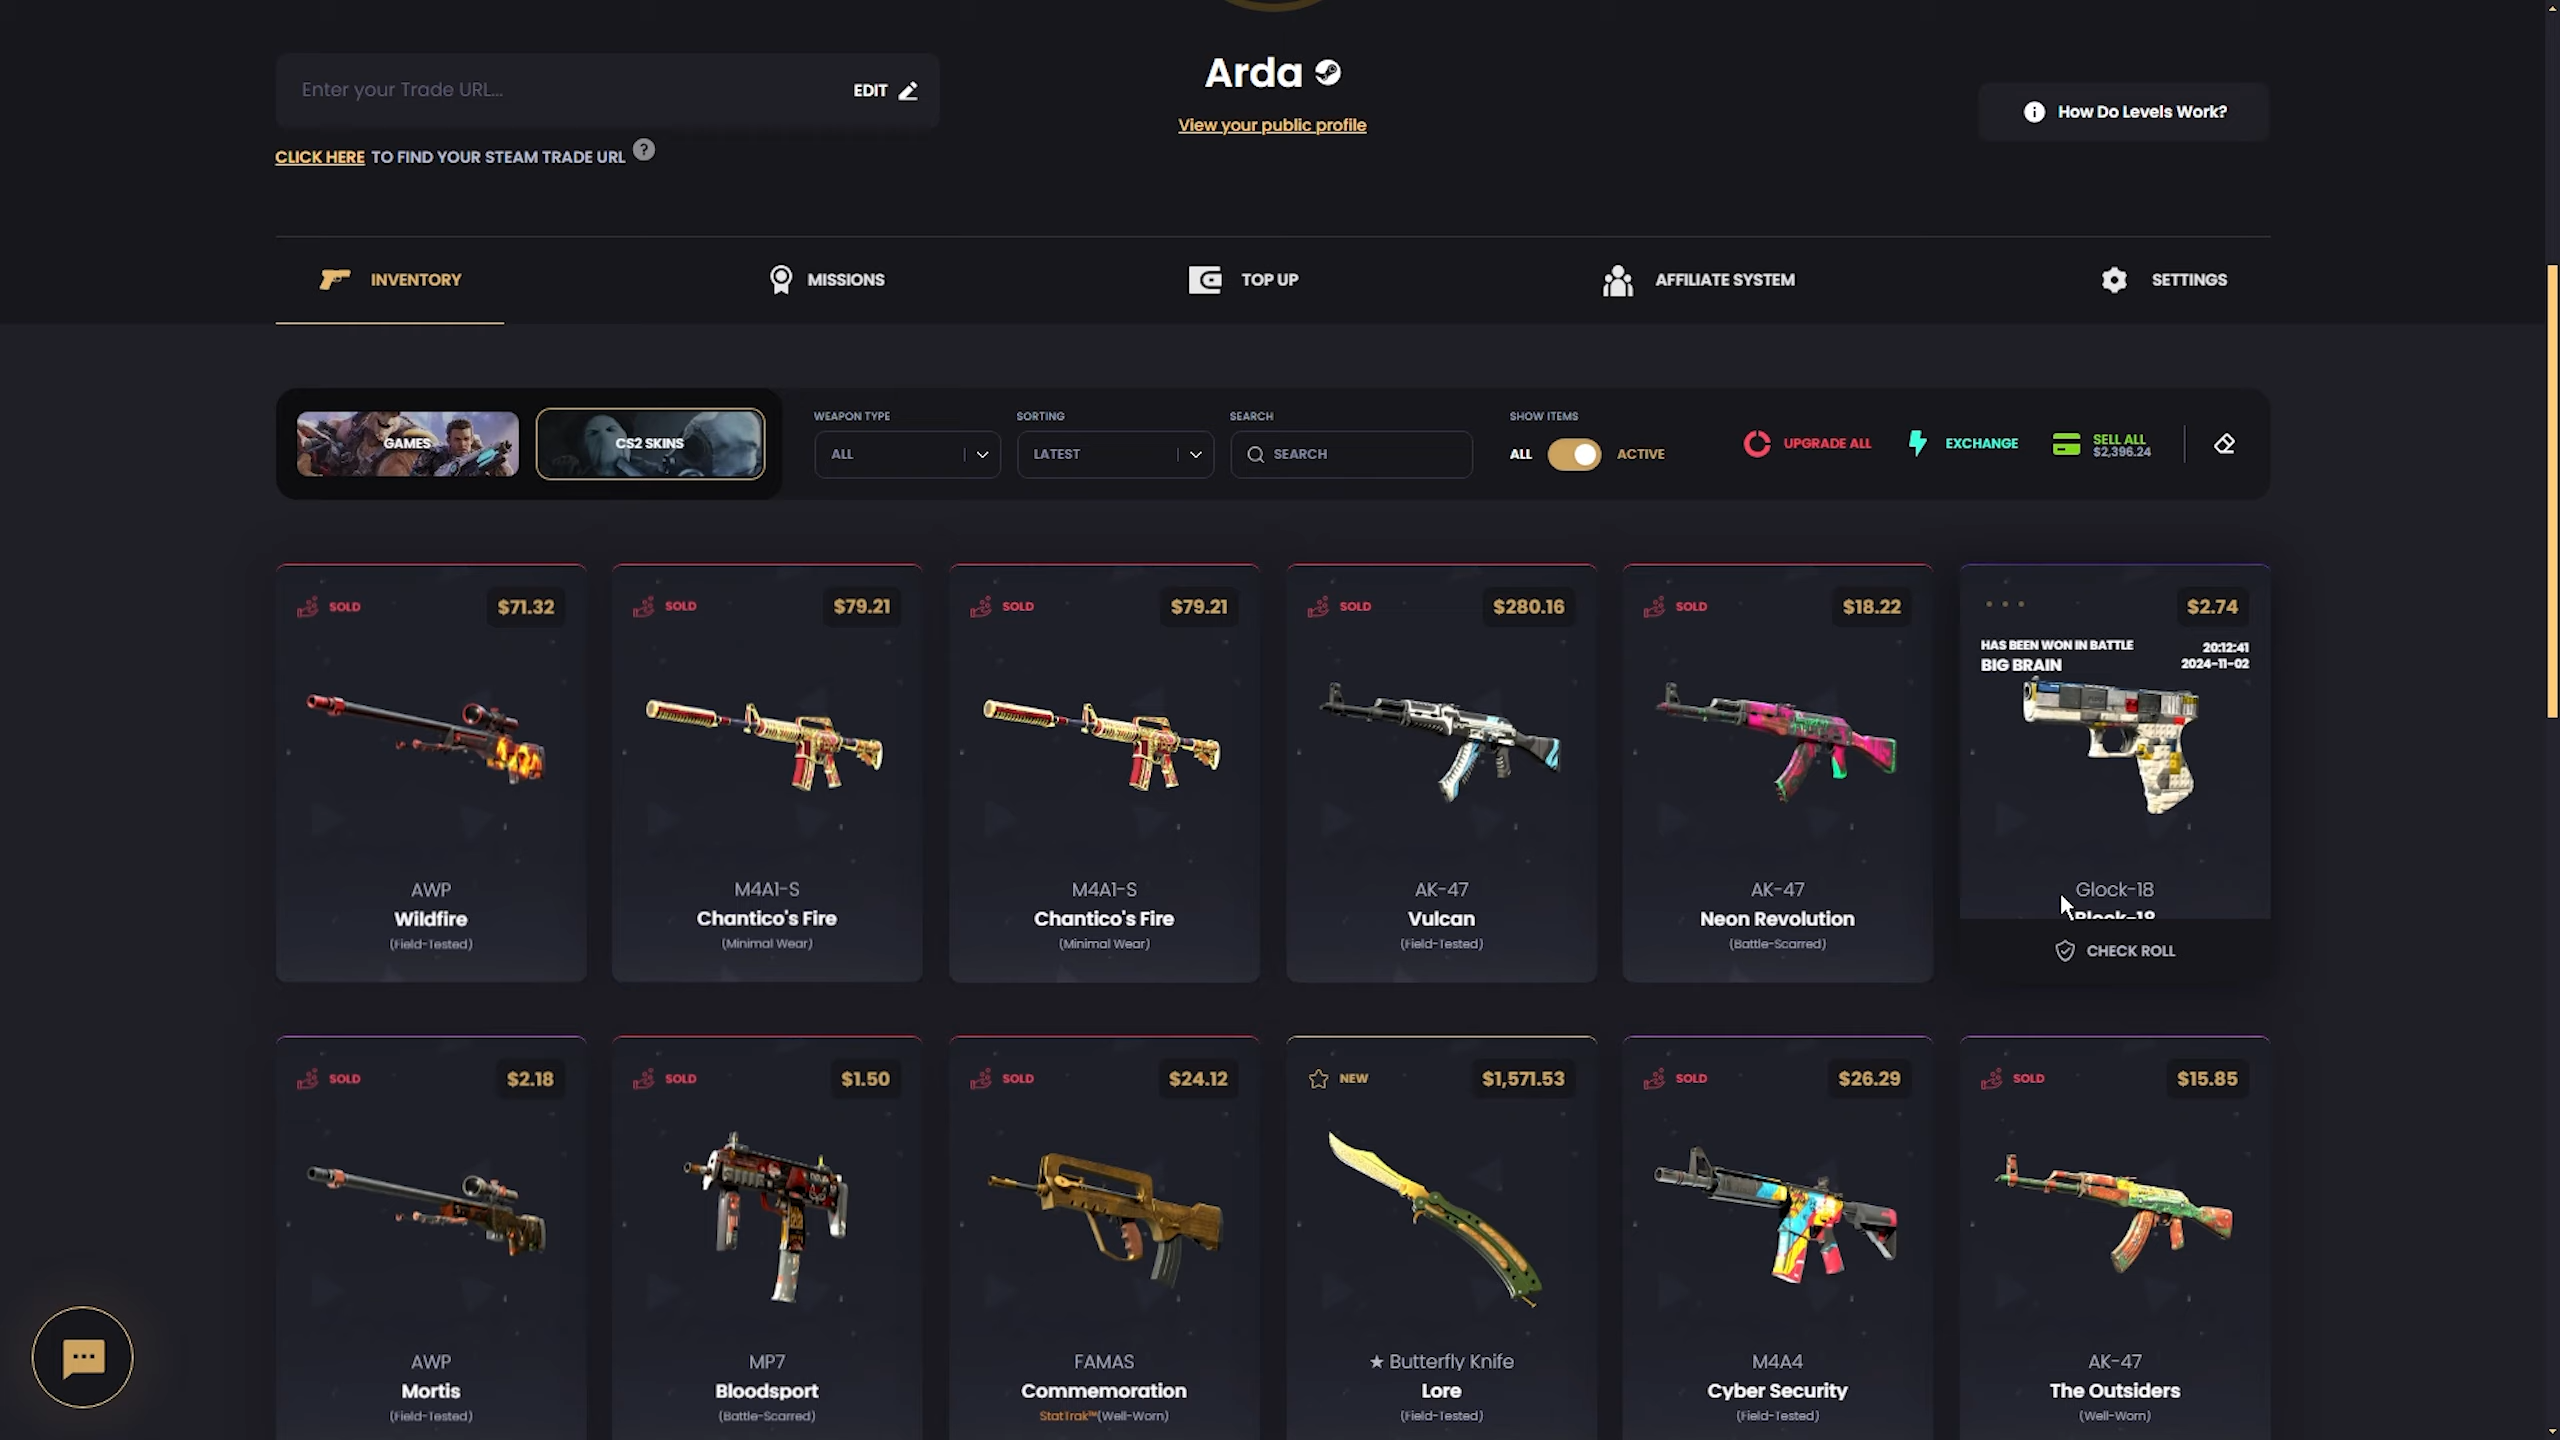 Enter your Trade URL...
EDIT
CLICK HERE TO FIND YOUR STEAM TRADE URL ?
Arda
View your public profile
How Do Levels Work?
INVENTORY
MISSIONS
TOP UP
AFFILIATE SYSTEM
SETTINGS
GAMES
CS2 SKINS
WEAPON TYPE
ALL
SORTING
LATEST
SEARCH
SEARCH
SHOW ITEMS
ALL
ACTIVE
UPGRADE ALL
EXCHANGE
SELL ALL
$2,396.24
SOLD
$71.32
AWP
Wildfire
(Field-Tested)
SOLD
$79.21
M4A1-S
Chantico's Fire
(Minimal Wear)
SOLD
$79.21
M4A1-S
Chantico's Fire
(Minimal Wear)
SOLD
$280.16
AK-47
Vulcan
(Field-Tested)
SOLD
$18.22
AK-47
Neon Revolution
(Battle-Scarred)
$2.74
HAS BEEN WON IN BATTLE
BIG BRAIN
20:12:41
2024-11-02
Glock-18
Block-18
CHECK ROLL
SOLD
$2.18
AWP
Mortis
(Field-Tested)
SOLD
$1.50
MP7
Bloodsport
(Battle-Scarred)
SOLD
$24.12
FAMAS
Commemoration
StatTrak™(Well-Worn)
NEW
$1,571.53
★ Butterfly Knife
Lore
(Field-Tested)
SOLD
$26.29
M4A4
Cyber Security
(Field-Tested)
SOLD
$15.85
AK-47
The Outsiders
(Well-Worn)